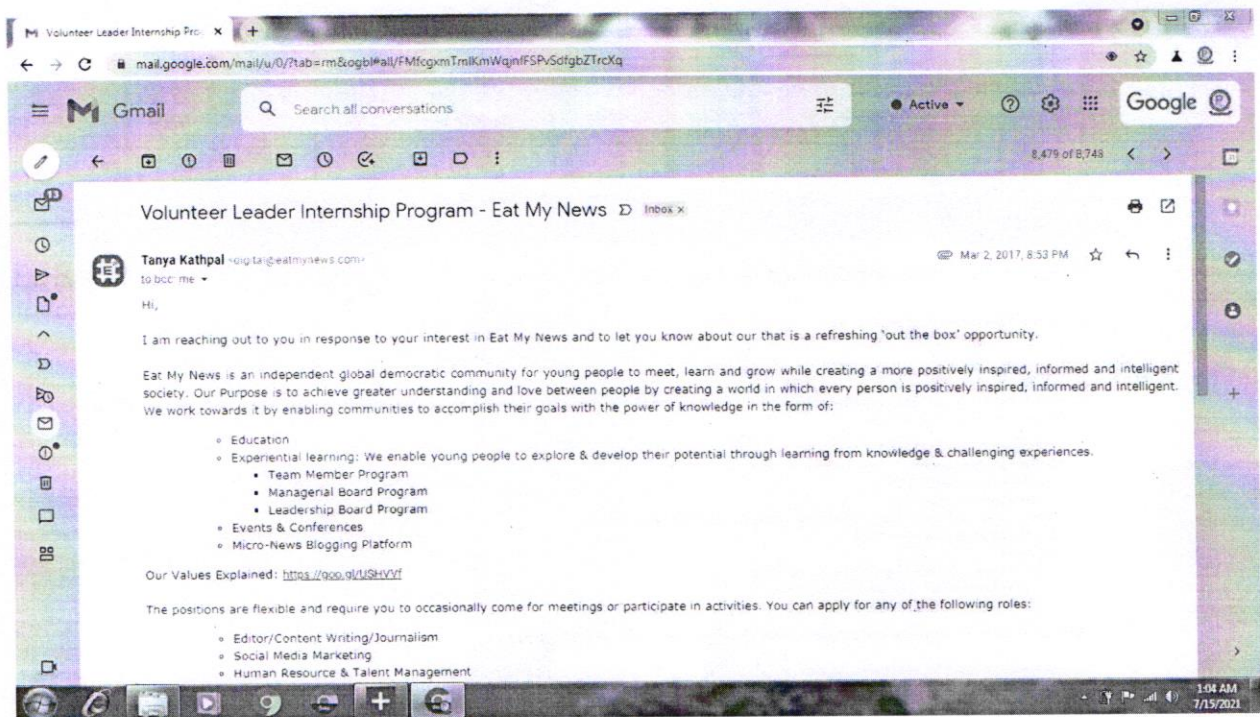 Volunteer Leader Internship Pro
mail.google.com/mail/u/0/?tab=rm&ogbl#all/
Gmail
Search all conversations
Active
Google
8,479 of 8,748
Volunteer Leader Internship Program - Eat My News
Inbox x
Tanya Kathpal <digital@eatmynews.com>
Mar 2, 2017, 8:53 PM
to bcc: me
Hi,
I am reaching out to you in response to your interest in Eat My News and to let you know about our that is a refreshing 'out the box' opportunity.
Eat My News is an independent global democratic community for young people to meet, learn and grow while creating a more positively inspired, informed and intelligent
society. Our Purpose is to achieve greater understanding and love between people by creating a world in which every person is positively inspired, informed and intelligent.
We work towards it by enabling communities to accomplish their goals with the power of knowledge in the form of:
Education
Experiential learning: We enable young people to explore & develop their potential through learning from knowledge & challenging experiences.
Team Member Program
Managerial Board Program
Leadership Board Program
Events & Conferences
Micro-News Blogging Platform
Our Values Explained: https://goo.gl/USHVVf
The positions are flexible and require you to occasionally come for meetings or participate in activities. You can apply for any of the following roles:
Editor/Content Writing/Journalism
Social Media Marketing
Human Resource & Talent Management
1:04 AM
7/15/2021